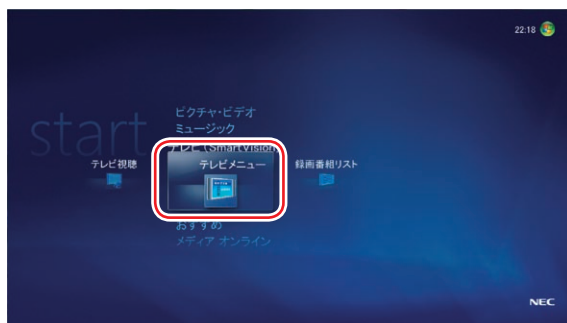 22:18
start
ピクチャ・ビデオ
ミュージック
テレビ (SmartVision)
テレビ視聴
テレビメニュー
録画番組リスト
おすすめ
メディア オンライン
NEC